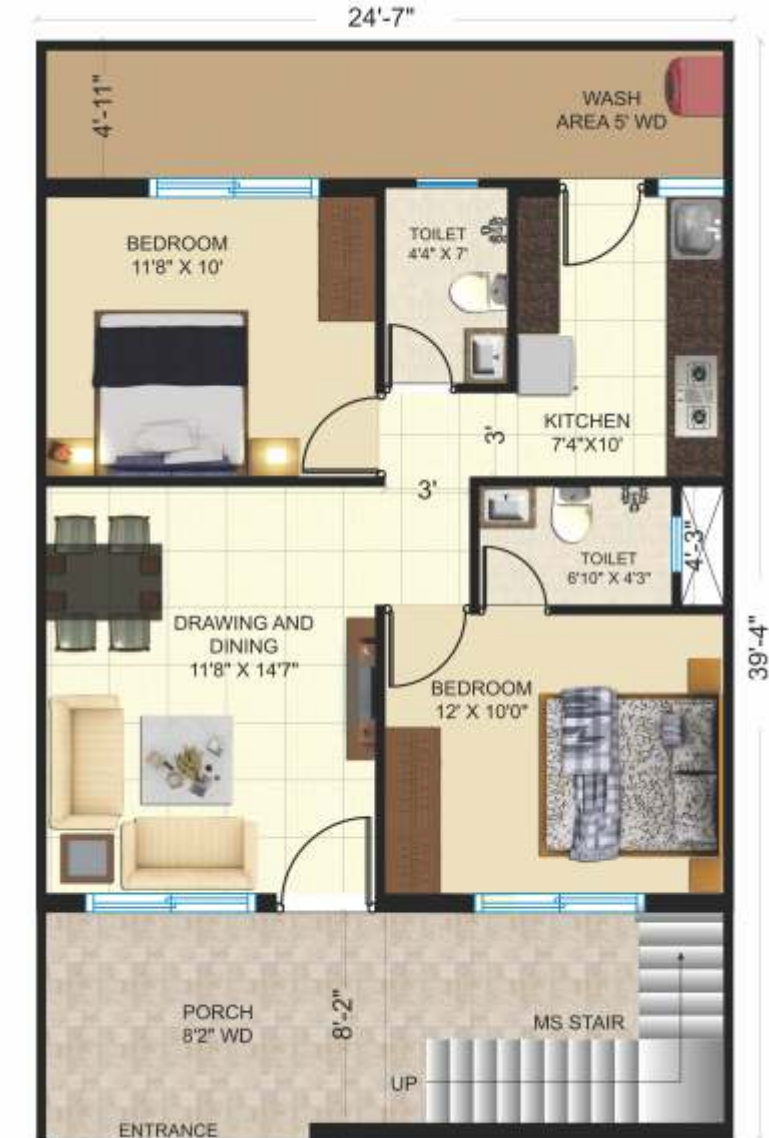 24'-7"
4'-11"
WASH
AREA 5' WD
BEDROOM
11'8" X 10'
TOILET
4'4" X 7'
KITCHEN
7'4"X10'
3'
3'
4'-3"
TOILET
6'10" X 4'3"
DRAWING AND
DINING
11'8" X 14'7"
39'-4"
BEDROOM
12' X 10'0"
PORCH
8'2" WD
8'-2"
MS STAIR
UP
ENTRANCE